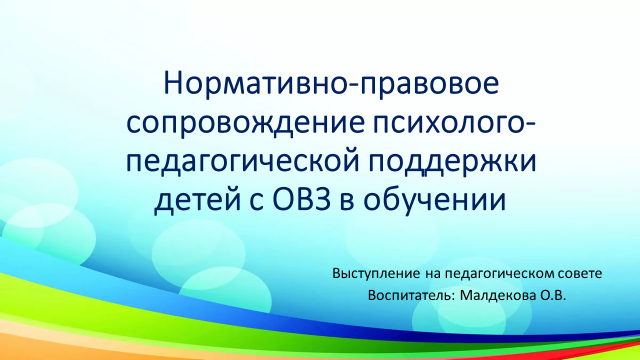 Нормативно-правовое
сопровождение психолого-
педагогической поддержки
детей с ОВЗ в обучении
Выступление на педагогическом совете
Воспитатель: Малдекова О.В.